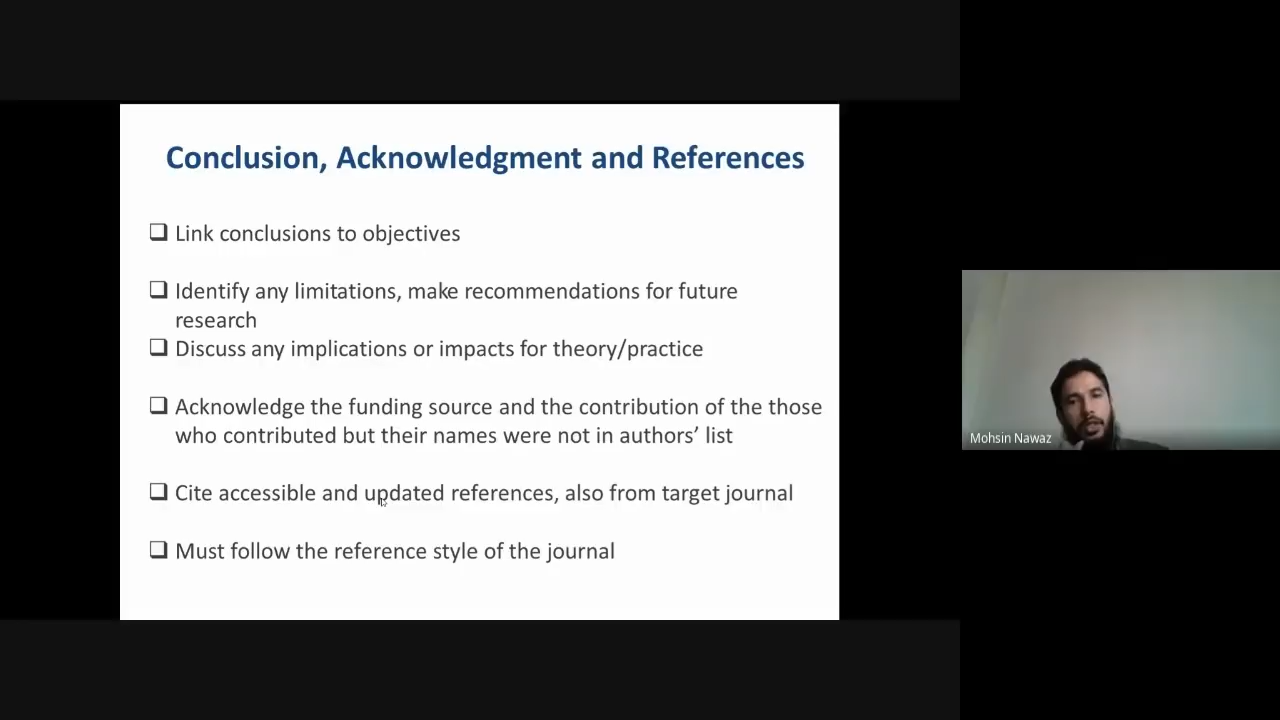 Conclusion, Acknowledgment and References
❑ Link conclusions to objectives
❑ Identify any limitations, make recommendations for future
research
❑ Discuss any implications or impacts for theory/practice
❑ Acknowledge the funding source and the contribution of the those
who contributed but their names were not in authors’ list
❑ Cite accessible and updated references, also from target journal
❑ Must follow the reference style of the journal
Mohsin Nawaz